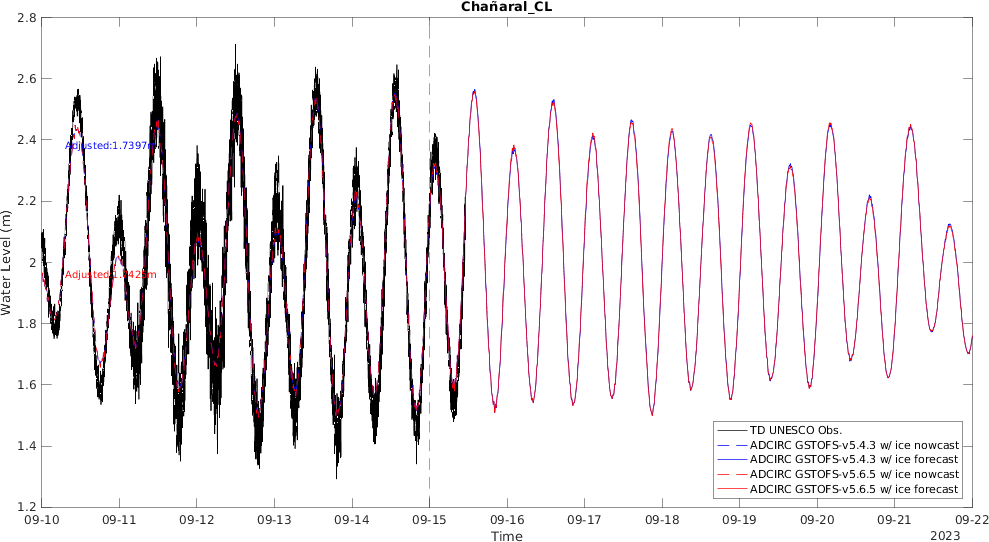 Chañaral_CL
2.8
2.6
2.4
2.2
2
1.8
1.6
1.4
1.2
Water Level (m)
Adjusted:1.7397m
09-10
09-11
09-12
09-13
09-14
09-15
09-16
09-17
09-18
09-19
09-20
09-21
09-22
Time
2023
TD UNESCO Obs.
ADCIRC GSTOFS-v5.4.3 w/ ice nowcast
ADCIRC GSTOFS-v5.4.3 w/ ice forecast
ADCIRC GSTOFS-v5.6.5 w/ ice nowcast
ADCIRC GSTOFS-v5.6.5 w/ ice forecast